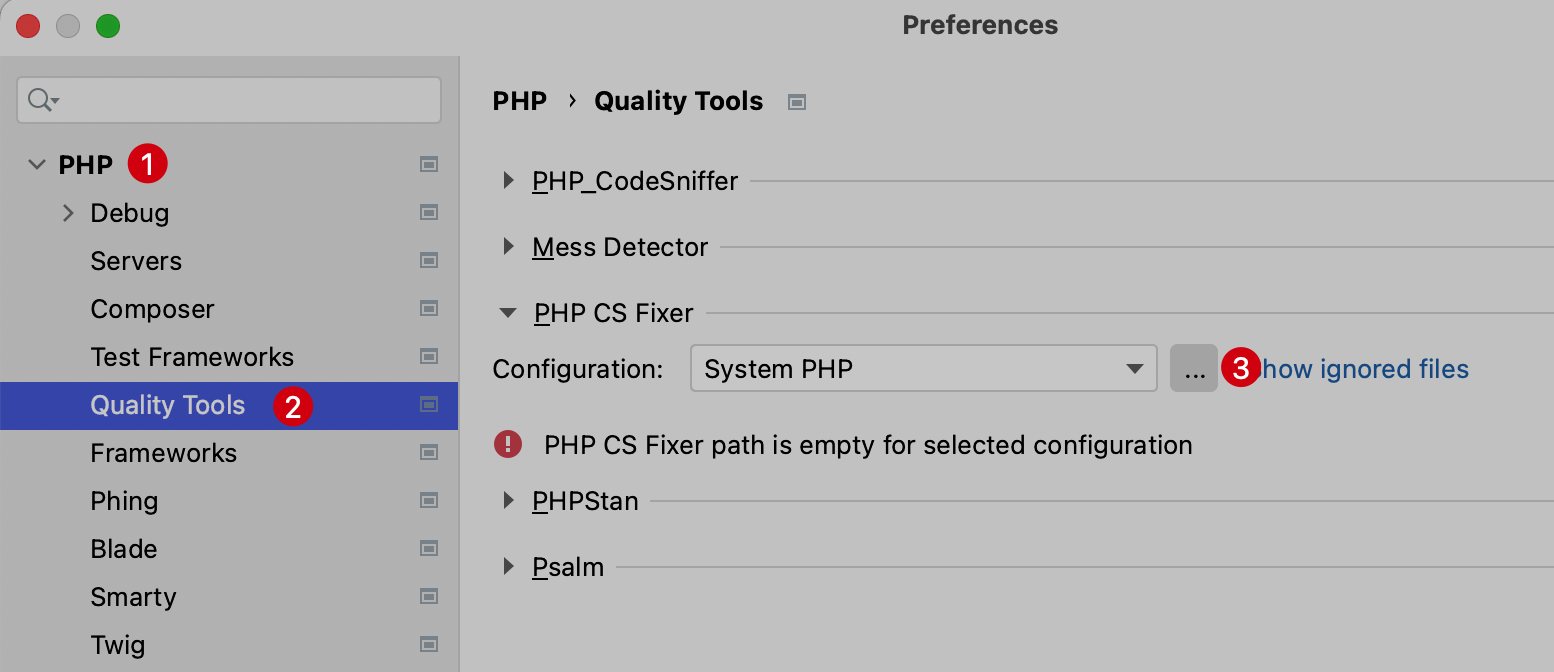 Preferences
PHP 1
Debug
Servers
Composer
Test Frameworks
Quality Tools 2
Frameworks
Phing
Blade
Smarty
Twig
PHP › Quality Tools
PHP_CodeSniffer
Mess Detector
PHP CS Fixer
Configuration: System PHP ... 3 how ignored files
! PHP CS Fixer path is empty for selected configuration
PHPStan
Psalm